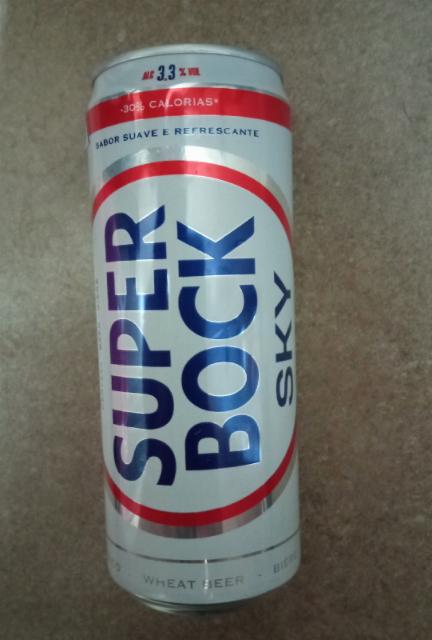 ALC 3.3 % VOL
-30% CALORIAS*
SABOR SUAVE E REFRESCANTE
SUPER
BOCK
SKY
WHEAT BEER